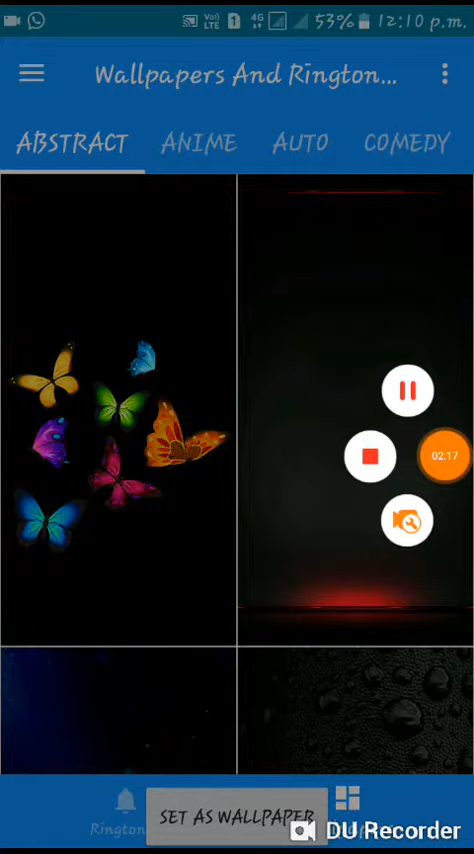 Vo) 4G 53% 12:10 p.m.
LTE 1
Wallpapers And Rington...
ABSTRACT ANIME AUTO COMEDY
02:17
SET AS WALLPAPER
Rington
DU Recorder